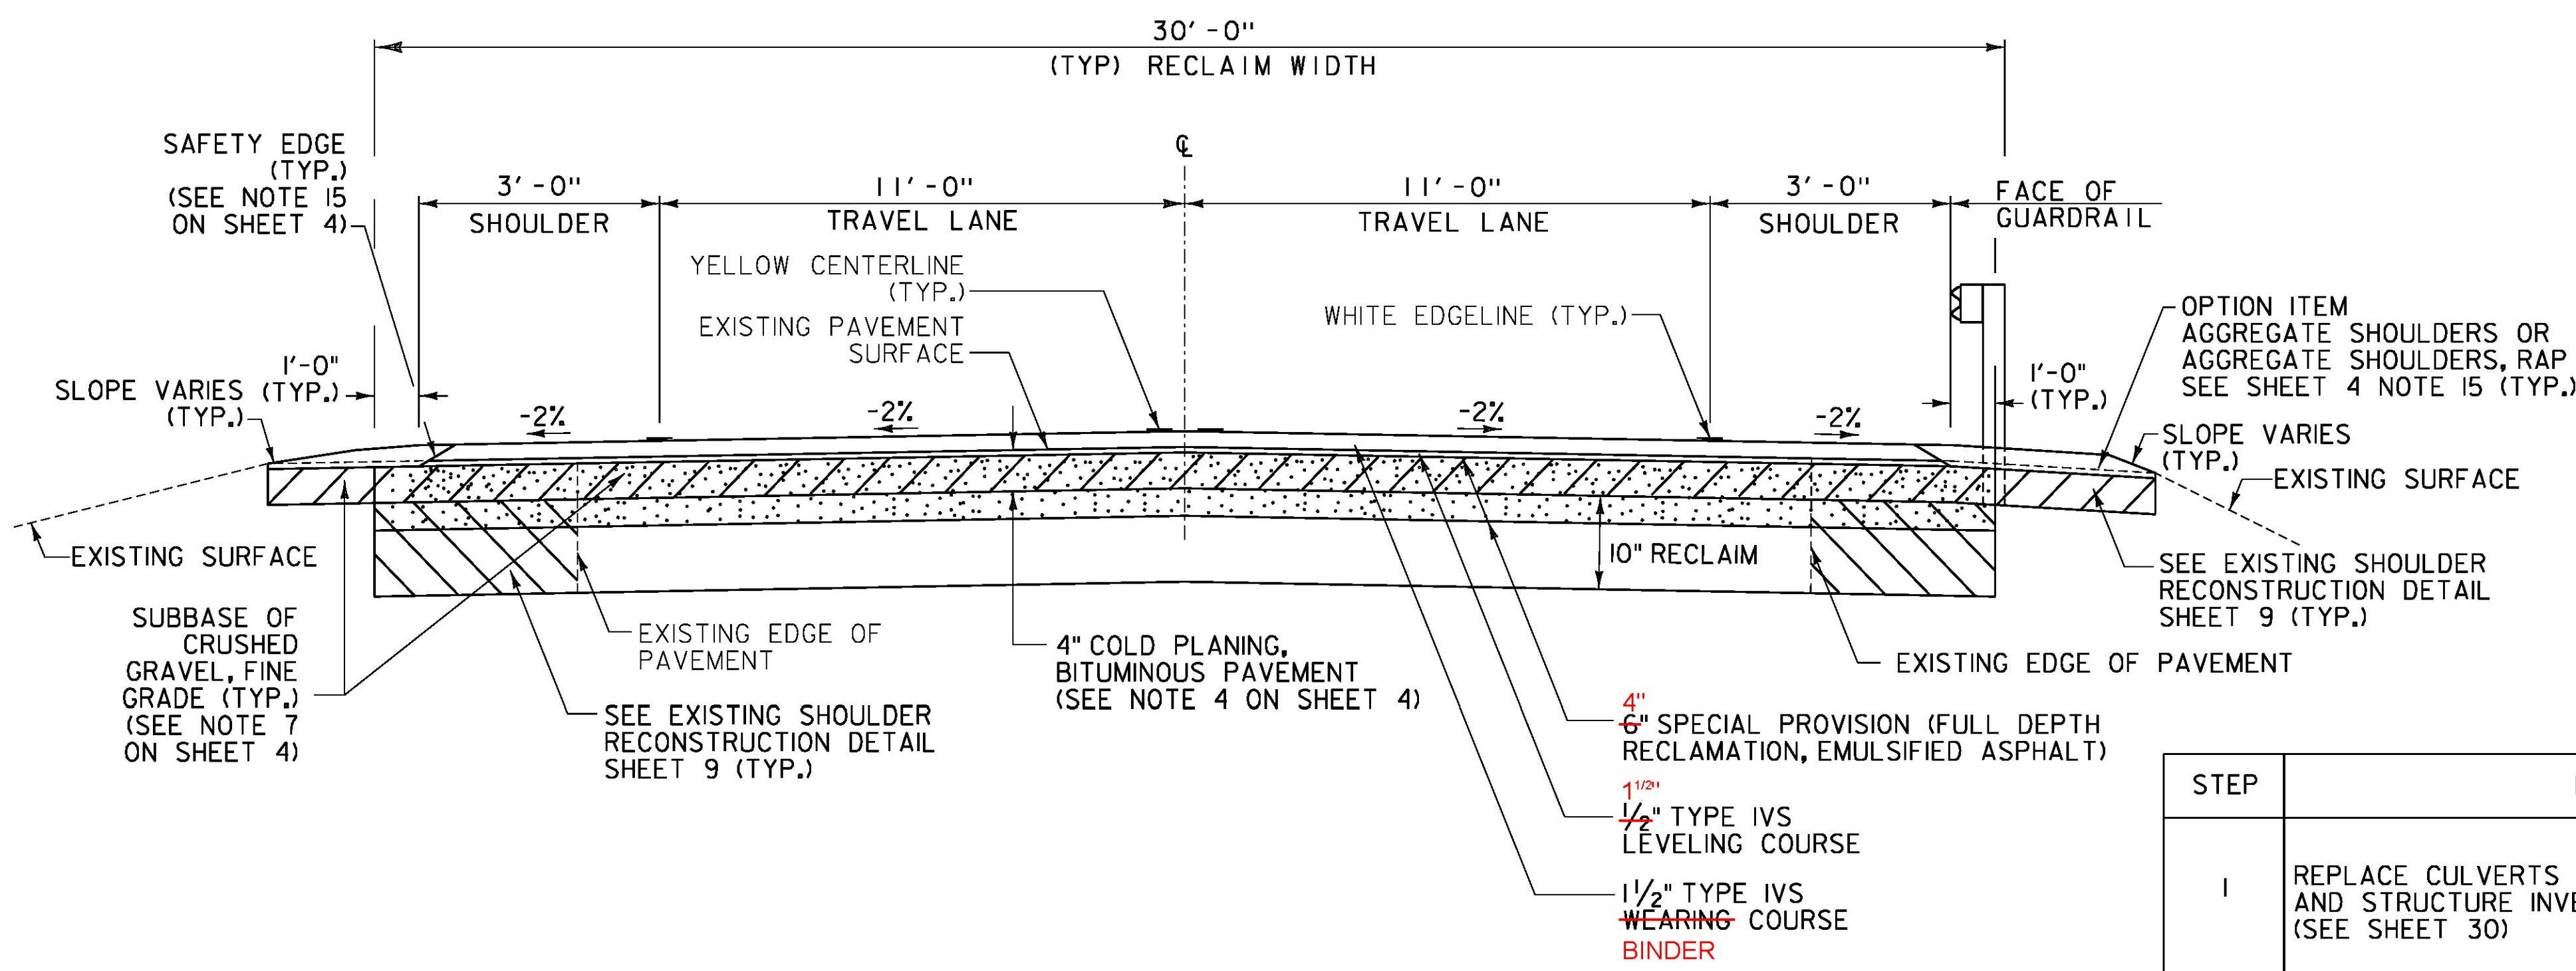 30'-0"
(TYP) RECLAIM WIDTH
SAFETY EDGE
(TYP.)
(SEE NOTE 15
ON SHEET 4)
3'-0"
SHOULDER
11'-0"
TRAVEL LANE
℄
11'-0"
TRAVEL LANE
3'-0"
SHOULDER
FACE OF
GUARDRAIL
YELLOW CENTERLINE
(TYP.)
EXISTING PAVEMENT
SURFACE
WHITE EDGELINE (TYP.)
OPTION ITEM
AGGREGATE SHOULDERS OR
AGGREGATE SHOULDERS, RAP
SEE SHEET 4 NOTE 15 (TYP.)
1'-0"
(TYP.)
SLOPE VARIES
(TYP.)
1'-0"
(TYP.)
-2%
-2%
-2%
-2%
SLOPE VARIES
(TYP.)
EXISTING SURFACE
EXISTING SURFACE
10" RECLAIM
SEE EXISTING SHOULDER
RECONSTRUCTION DETAIL
SHEET 9 (TYP.)
SUBBASE OF
CRUSHED
GRAVEL, FINE
GRADE (TYP.)
(SEE NOTE 7
ON SHEET 4)
EXISTING EDGE OF
PAVEMENT
4" COLD PLANING,
BITUMINOUS PAVEMENT
(SEE NOTE 4 ON SHEET 4)
EXISTING EDGE OF PAVEMENT
SEE EXISTING SHOULDER
RECONSTRUCTION DETAIL
SHEET 9 (TYP.)
4"
6" SPECIAL PROVISION (FULL DEPTH
RECLAMATION, EMULSIFIED ASPHALT)
1 1/2"
1/2" TYPE IVS
LEVELING COURSE
1 1/2" TYPE IVS
WEARING COURSE
BINDER
STEP
1
REPLACE CULVERTS
AND STRUCTURE INVE
(SEE SHEET 30)